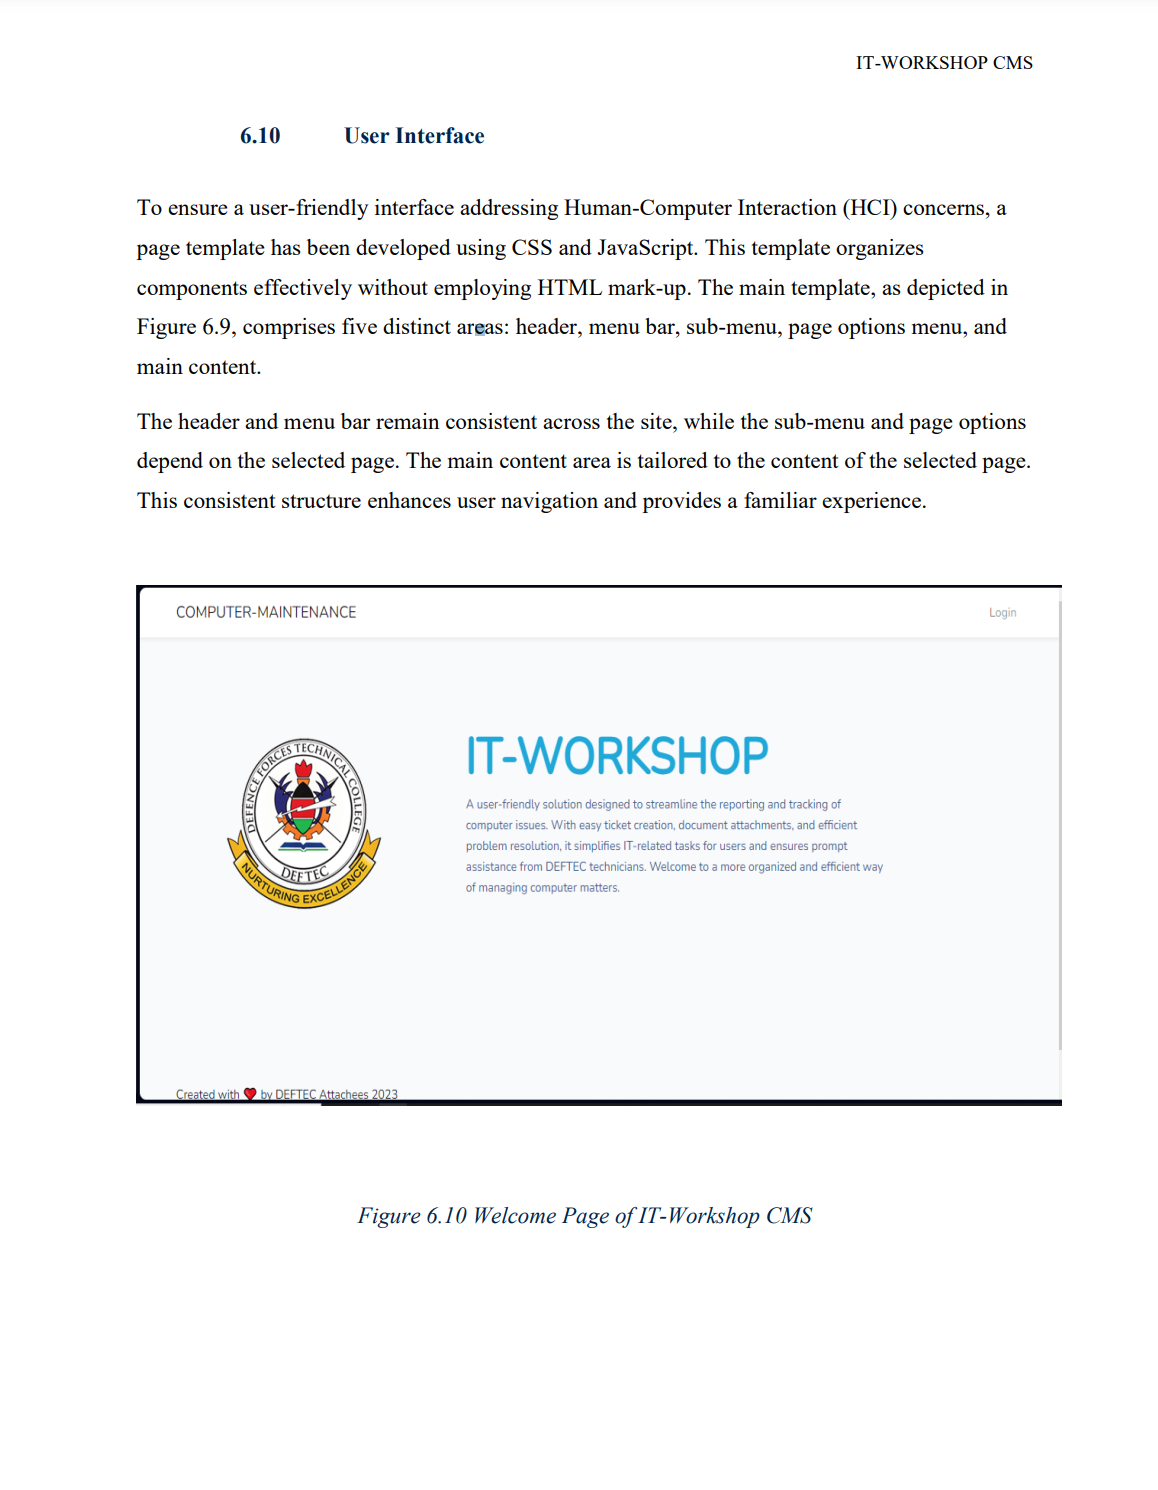 IT-WORKSHOP CMS
6.10 User Interface
To ensure a user-friendly interface addressing Human-Computer Interaction (HCI) concerns, a
page template has been developed using CSS and JavaScript. This template organizes
components effectively without employing HTML mark-up. The main template, as depicted in
Figure 6.9, comprises five distinct areas: header, menu bar, sub-menu, page options menu, and
main content.
The header and menu bar remain consistent across the site, while the sub-menu and page options
depend on the selected page. The main content area is tailored to the content of the selected page.
This consistent structure enhances user navigation and provides a familiar experience.
COMPUTER-MAINTENANCE Login
DEFENCE FORCES TECHNICAL COLLEGE
DEFTEC
NURTURING EXCELLENCE
IT-WORKSHOP
A user-friendly solution designed to streamline the reporting and tracking of
computer issues. With easy ticket creation, document attachments, and efficient
problem resolution, it simplifies IT-related tasks for users and ensures prompt
assistance from DEFTEC technicians. Welcome to a more organized and efficient way
of managing computer matters.
Created with ❤ by DEFTEC Attachees 2023
Figure 6.10 Welcome Page of IT-Workshop CMS